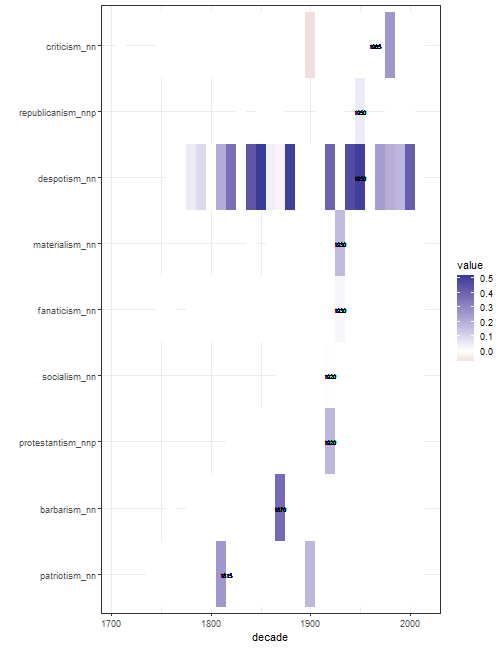 criticism_nn
republicanism_nnp
despotism_nn
materialism_nn
fanaticism_nn
socialism_nn
protestantism_nnp
barbarism_nn
patriotism_nn
1950
1950
1930
1930
1920
1920
1870
1815
1700
1800
1900
2000
decade
value
0.5
0.4
0.3
0.2
0.1
0.0